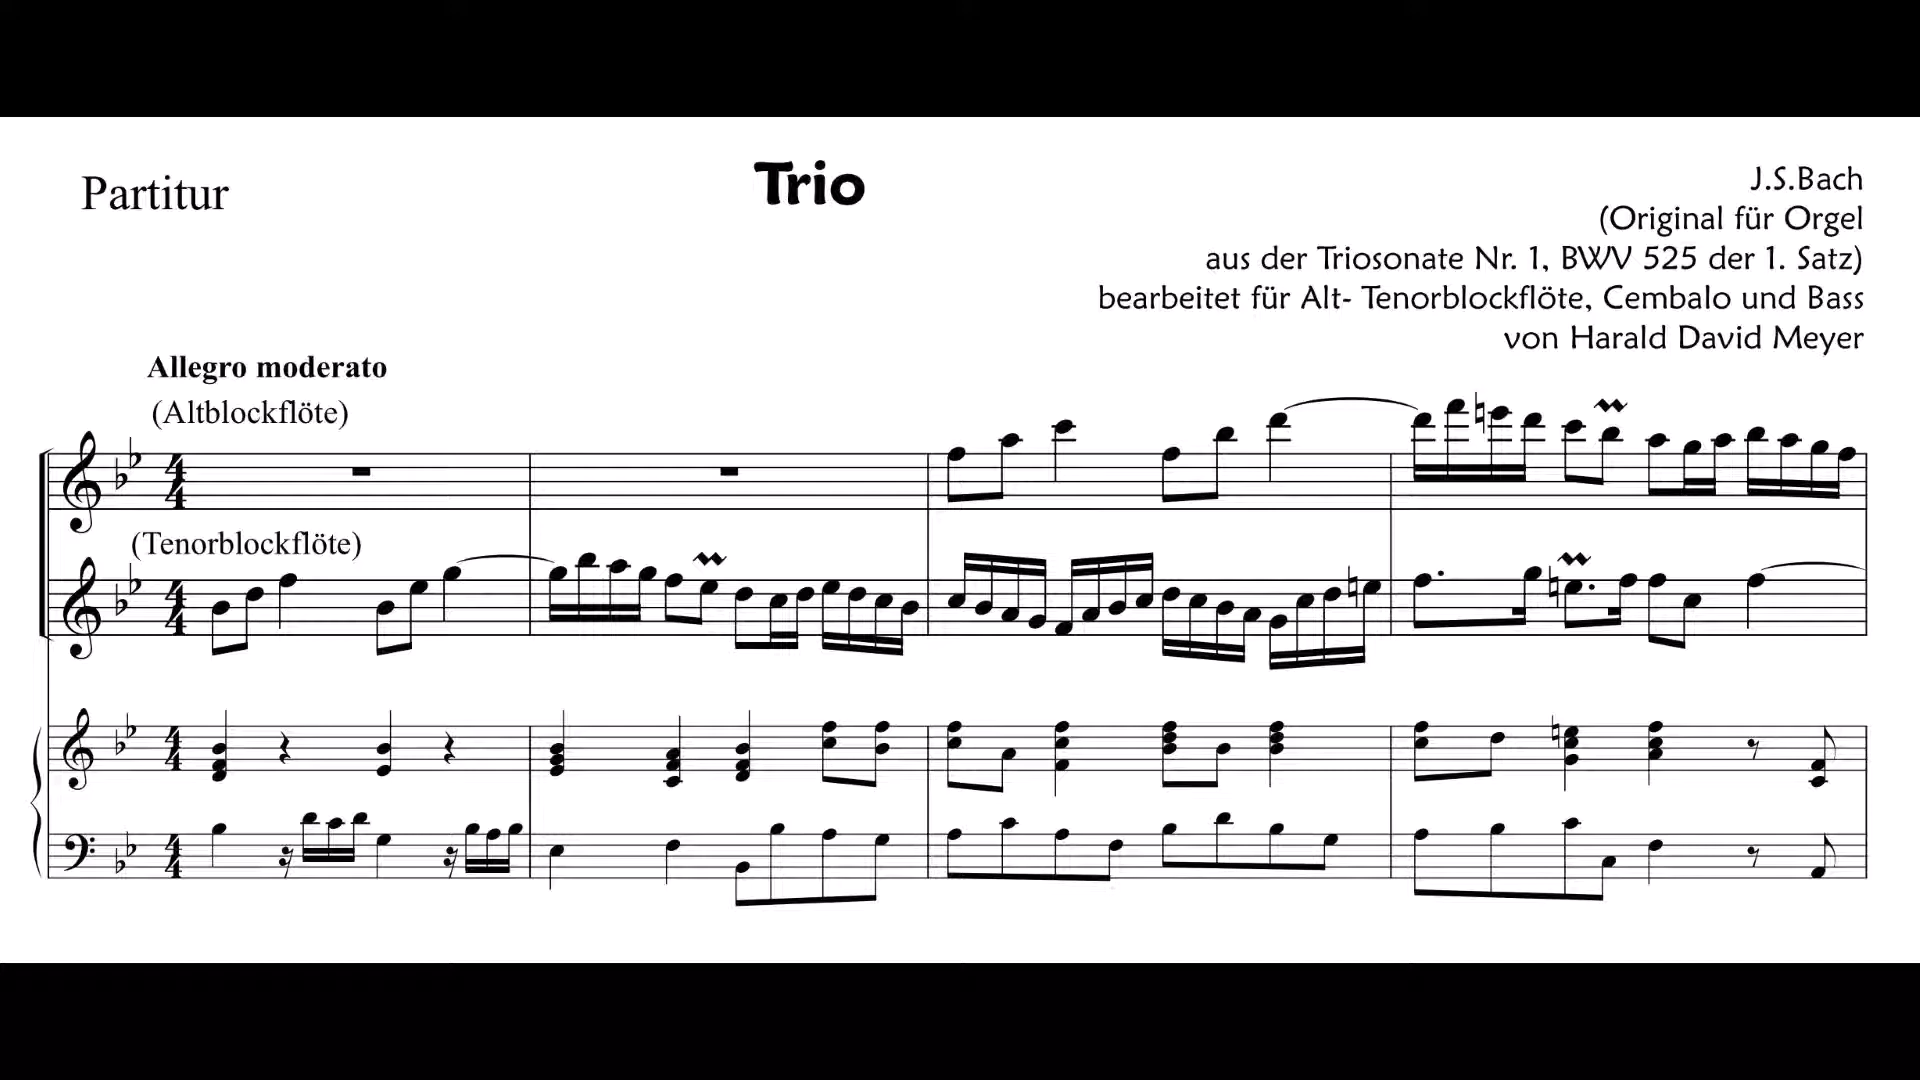 Partitur
Trio
J.S.Bach
(Original für Orgel
aus der Triosonate Nr. 1, BWV 525 der 1. Satz)
bearbeitet für Alt- Tenorblockflöte, Cembalo und Bass
von Harald David Meyer
Allegro moderato
(Altblockflöte)
(Tenorblockflöte)